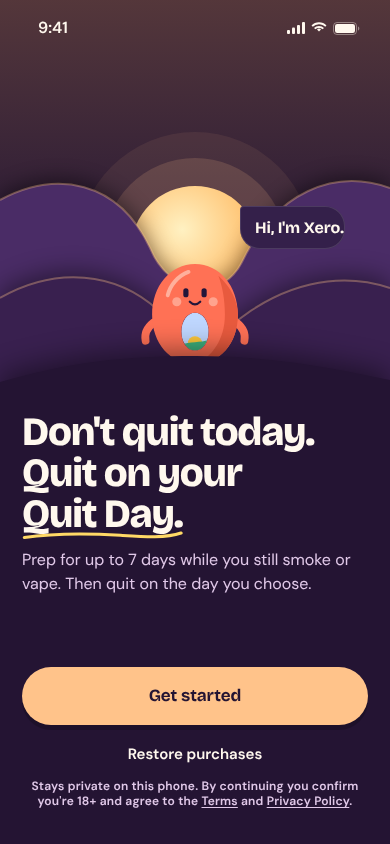 9:41
Hi, I'm Xero.
Don't quit today.
Quit on your
Quit Day.
Prep for up to 7 days while you still smoke or
vape. Then quit on the day you choose.
Get started
Restore purchases
Stays private on this phone. By continuing you confirm
you're 18+ and agree to the Terms and Privacy Policy.